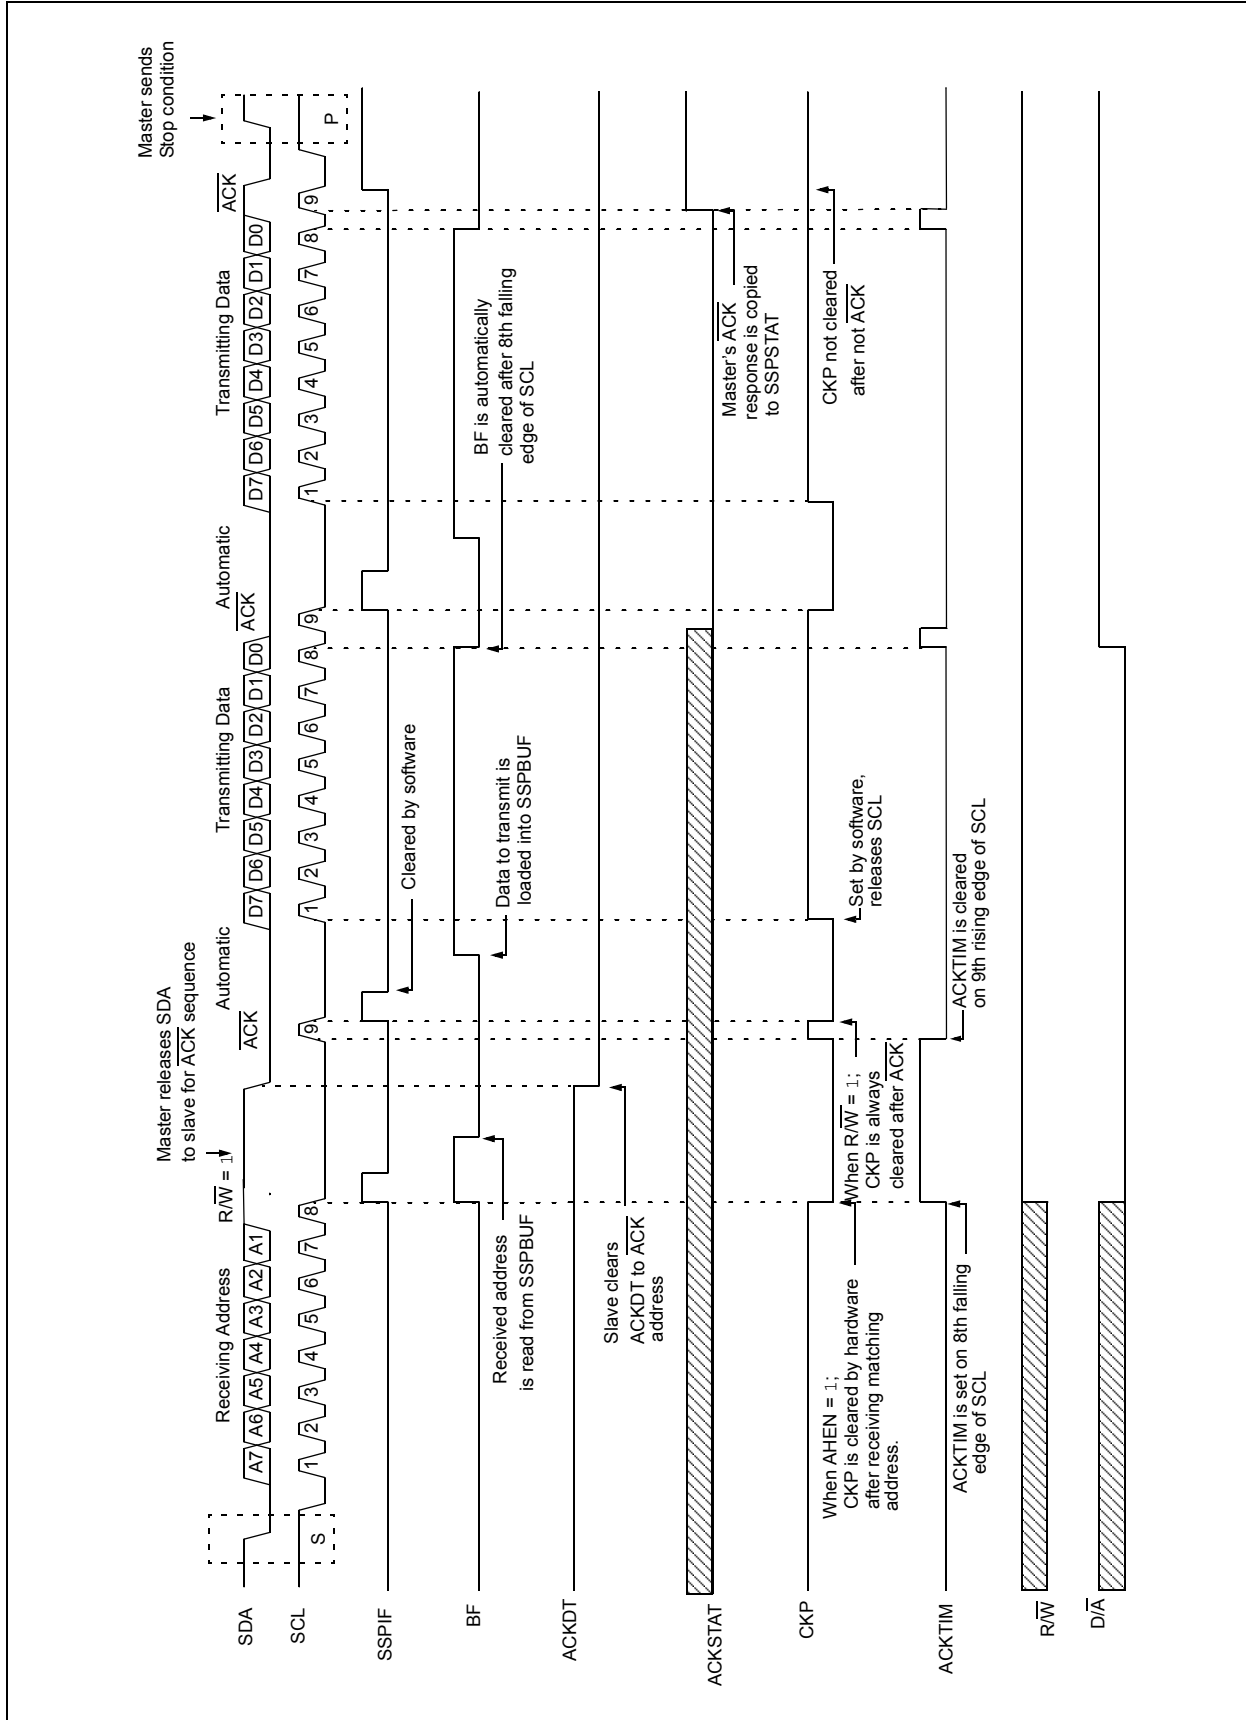 Master sends
Stop condition
Master releases SDA
to slave for A̅C̅K̅ sequence
Receiving Address
R/W̅ = 1
Automatic
A̅C̅K̅
Transmitting Data
Automatic
A̅C̅K̅
Transmitting Data
A̅C̅K̅
SDA
A7 A6 A5 A4 A3 A2 A1
D7 D6 D5 D4 D3 D2 D1 D0
D7 D6 D5 D4 D3 D2 D1 D0
SCL
S
1 2 3 4 5 6 7 8 9
1 2 3 4 5 6 7 8 9
1 2 3 4 5 6 7 8 9
P
SSPIF
Cleared by software
BF
Received address
is read from SSPBUF
Data to transmit is
loaded into SSPBUF
BF is automatically
cleared after 8th falling
edge of SCL
ACKDT
Slave clears
ACKDT to A̅C̅K̅
address
ACKSTAT
Master's A̅C̅K̅
response is copied
to SSPSTAT
CKP
When AHEN = 1;
CKP is cleared by hardware
after receiving matching
address.
When R/W̅ = 1;
CKP is always
cleared after A̅C̅K̅
Set by software,
releases SCL
CKP not cleared
after not A̅C̅K̅
ACKTIM
ACKTIM is set on 8th falling
edge of SCL
ACKTIM is cleared
on 9th rising edge of SCL
R/W̅
D/A̅